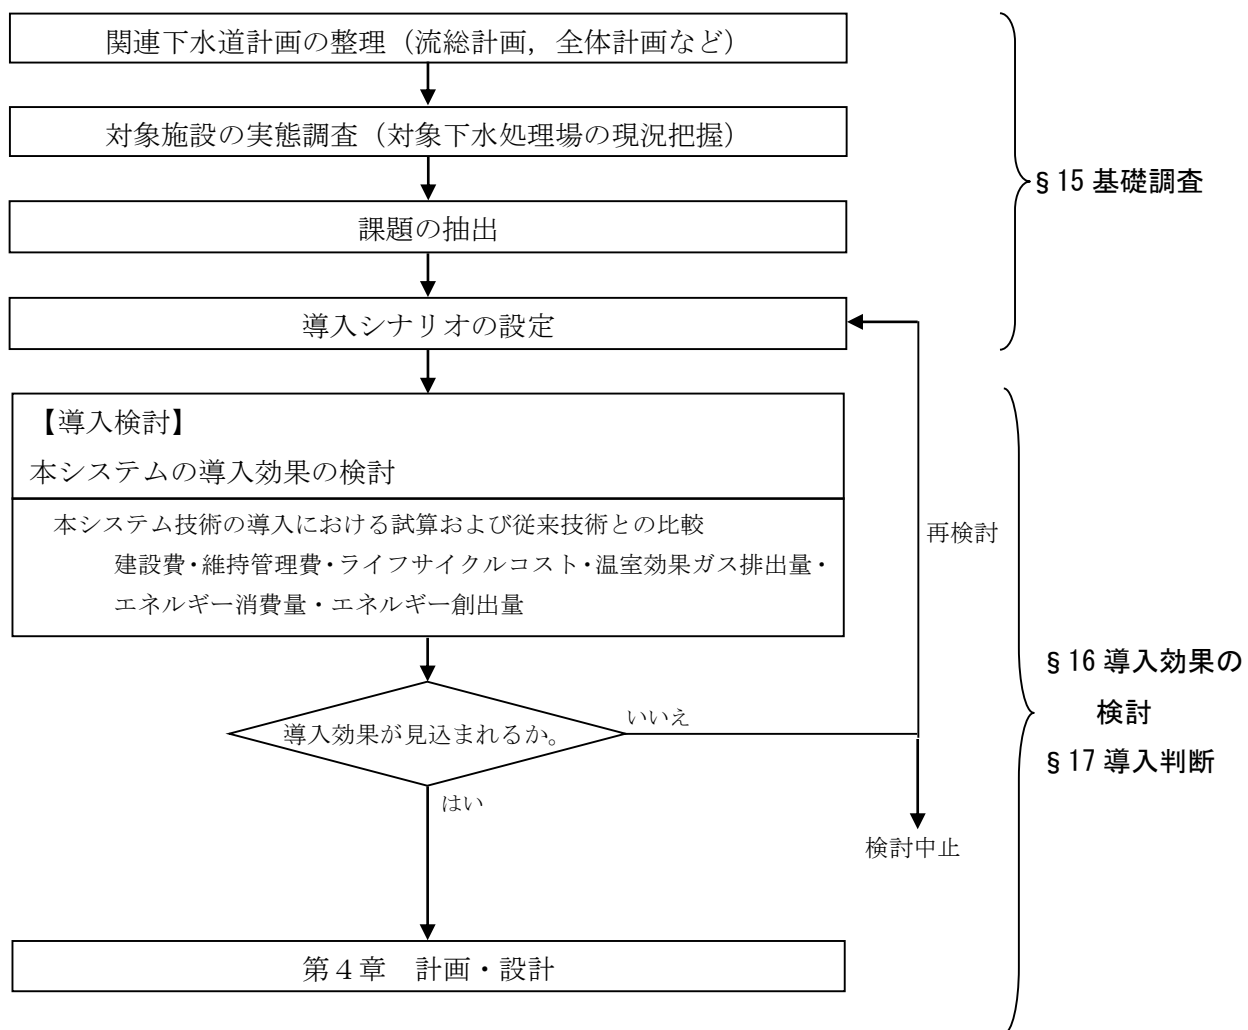 関連下水道計画の整理（流総計画，全体計画など）
対象施設の実態調査（対象下水処理場の現況把握）
課題の抽出
導入シナリオの設定
§15 基礎調査
【導入検討】
本システムの導入効果の検討
本システム技術の導入における試算および従来技術との比較
建設費・維持管理費・ライフサイクルコスト・温室効果ガス排出量・
エネルギー消費量・エネルギー創出量
再検討
導入効果が見込まれるか。
いいえ
はい
検討中止
§16 導入効果の
検討
§17 導入判断
第４章　計画・設計